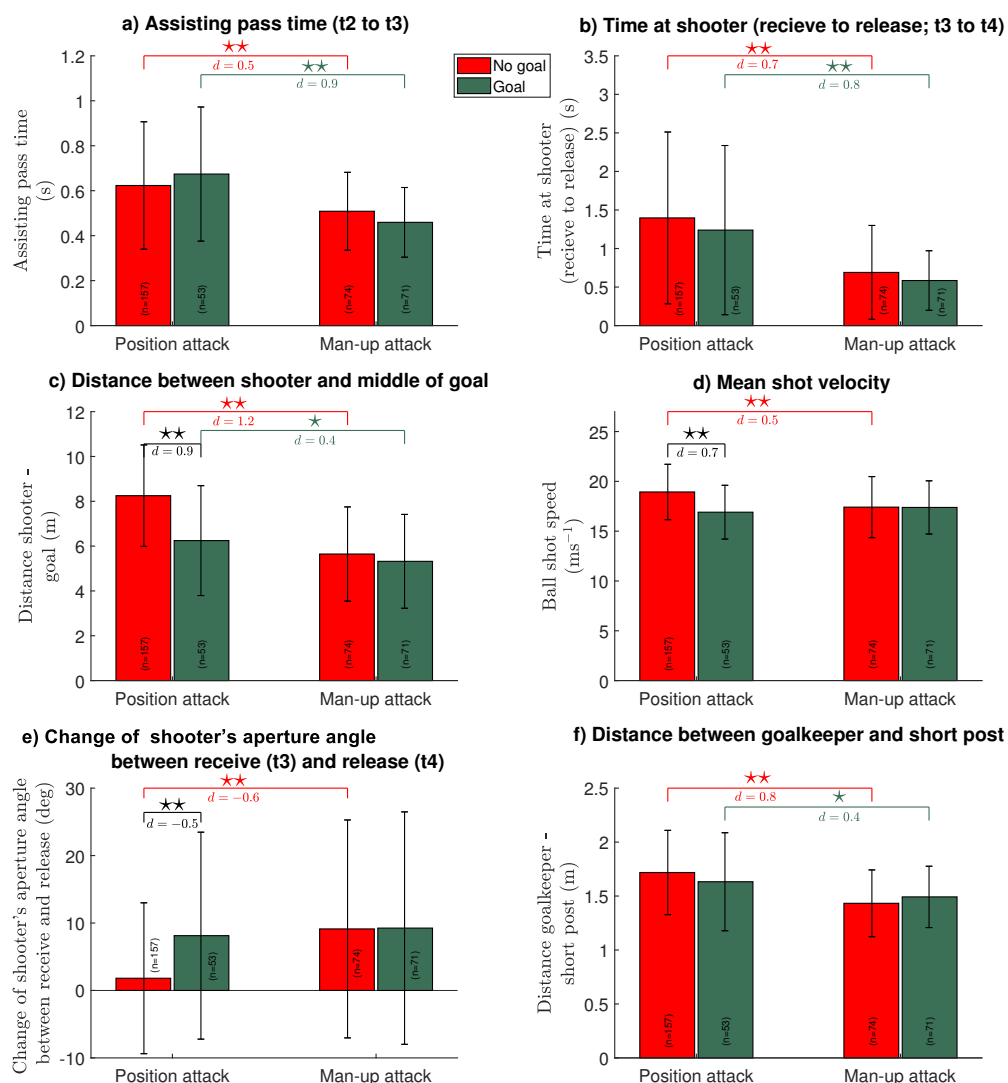 a) Assisting pass time (t2 to t3)
1.2
1
0.8
0.6
0.4
0.2
0
Assisting pass time
(s)
★★
d = 0.5
★★
d = 0.9
(n=157)
(n=53)
(n=74)
(n=71)
Position attack
Man-up attack
No goal
Goal
b) Time at shooter (recieve to release; t3 to t4)
3.5
3
2.5
2
1.5
1
0.5
0
Time at shooter
(recieve to release) (s)
★★
d = 0.7
★★
d = 0.8
(n=157)
(n=53)
(n=74)
(n=71)
Position attack
Man-up attack
c) Distance between shooter and middle of goal
12
10
8
6
4
2
0
Distance shooter -
goal (m)
★★
d = 1.2
★
d = 0.4
★★
d = 0.9
(n=157)
(n=53)
(n=74)
(n=71)
Position attack
Man-up attack
d) Mean shot velocity
25
20
15
10
5
0
Ball shot speed
(ms⁻¹)
★★
d = 0.5
★★
d = 0.7
(n=157)
(n=53)
(n=74)
(n=71)
Position attack
Man-up attack
e) Change of shooter's aperture angle
between receive (t3) and release (t4)
30
20
10
0
-10
Change of shooter's aperture angle
between receive and release (deg)
★★
d = −0.6
★★
d = −0.5
(n=157)
(n=53)
(n=74)
(n=71)
Position attack
Man-up attack
f) Distance between goalkeeper and short post
2.5
2
1.5
1
0.5
0
Distance goalkeeper -
short post (m)
★★
d = 0.8
★
d = 0.4
(n=157)
(n=53)
(n=74)
(n=71)
Position attack
Man-up attack